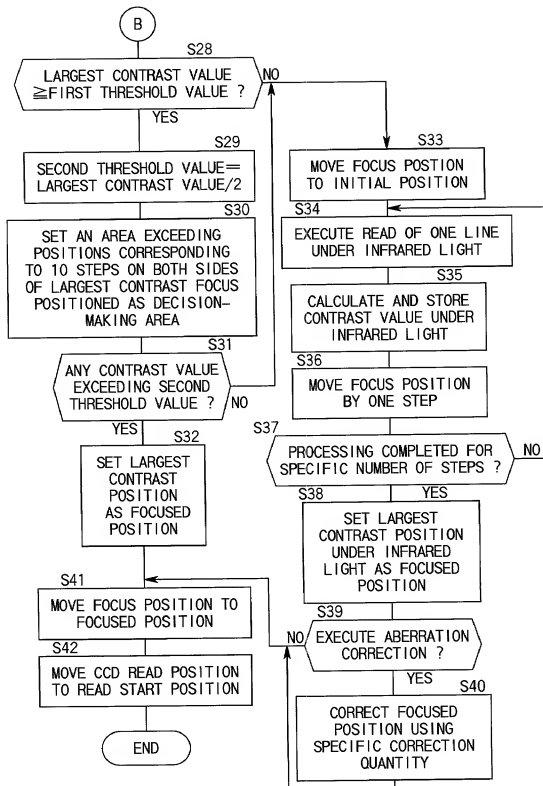 B
S28
LARGEST CONTRAST VALUE
≧FIRST THRESHOLD VALUE ?
NO
YES
S29
SECOND THRESHOLD VALUE=
LARGEST CONTRAST VALUE/2
S30
SET AN AREA EXCEEDING
POSITIONS CORRESPONDING
TO 10 STEPS ON BOTH SIDES
OF LARGEST CONTRAST FOCUS
POSITIONED AS DECISION-
MAKING AREA
S31
ANY CONTRAST VALUE
EXCEEDING SECOND
THRESHOLD VALUE ?
NO
YES
S32
SET LARGEST
CONTRAST
POSITION
AS FOCUSED
POSITION
S41
MOVE FOCUS POSITION TO
FOCUSED POSITION
S42
MOVE CCD READ POSITION
TO READ START POSITION
END
S33
MOVE FOCUS POSTION
TO INITIAL POSITION
S34
EXECUTE READ OF ONE LINE
UNDER INFRARED LIGHT
S35
CALCULATE AND STORE
CONTRAST VALUE UNDER
INFRARED LIGHT
S36
MOVE FOCUS POSITION
BY ONE STEP
S37
PROCESSING COMPLETED FOR
SPECIFIC NUMBER OF STEPS ?
NO
YES
S38
SET LARGEST
CONTRAST POSITION
UNDER INFRARED
LIGHT AS FOCUSED
POSITION
S39
NO
EXECUTE ABERRATION
CORRECTION ?
YES
S40
CORRECT FOCUSED
POSITION USING
SPECIFIC CORRECTION
QUANTITY